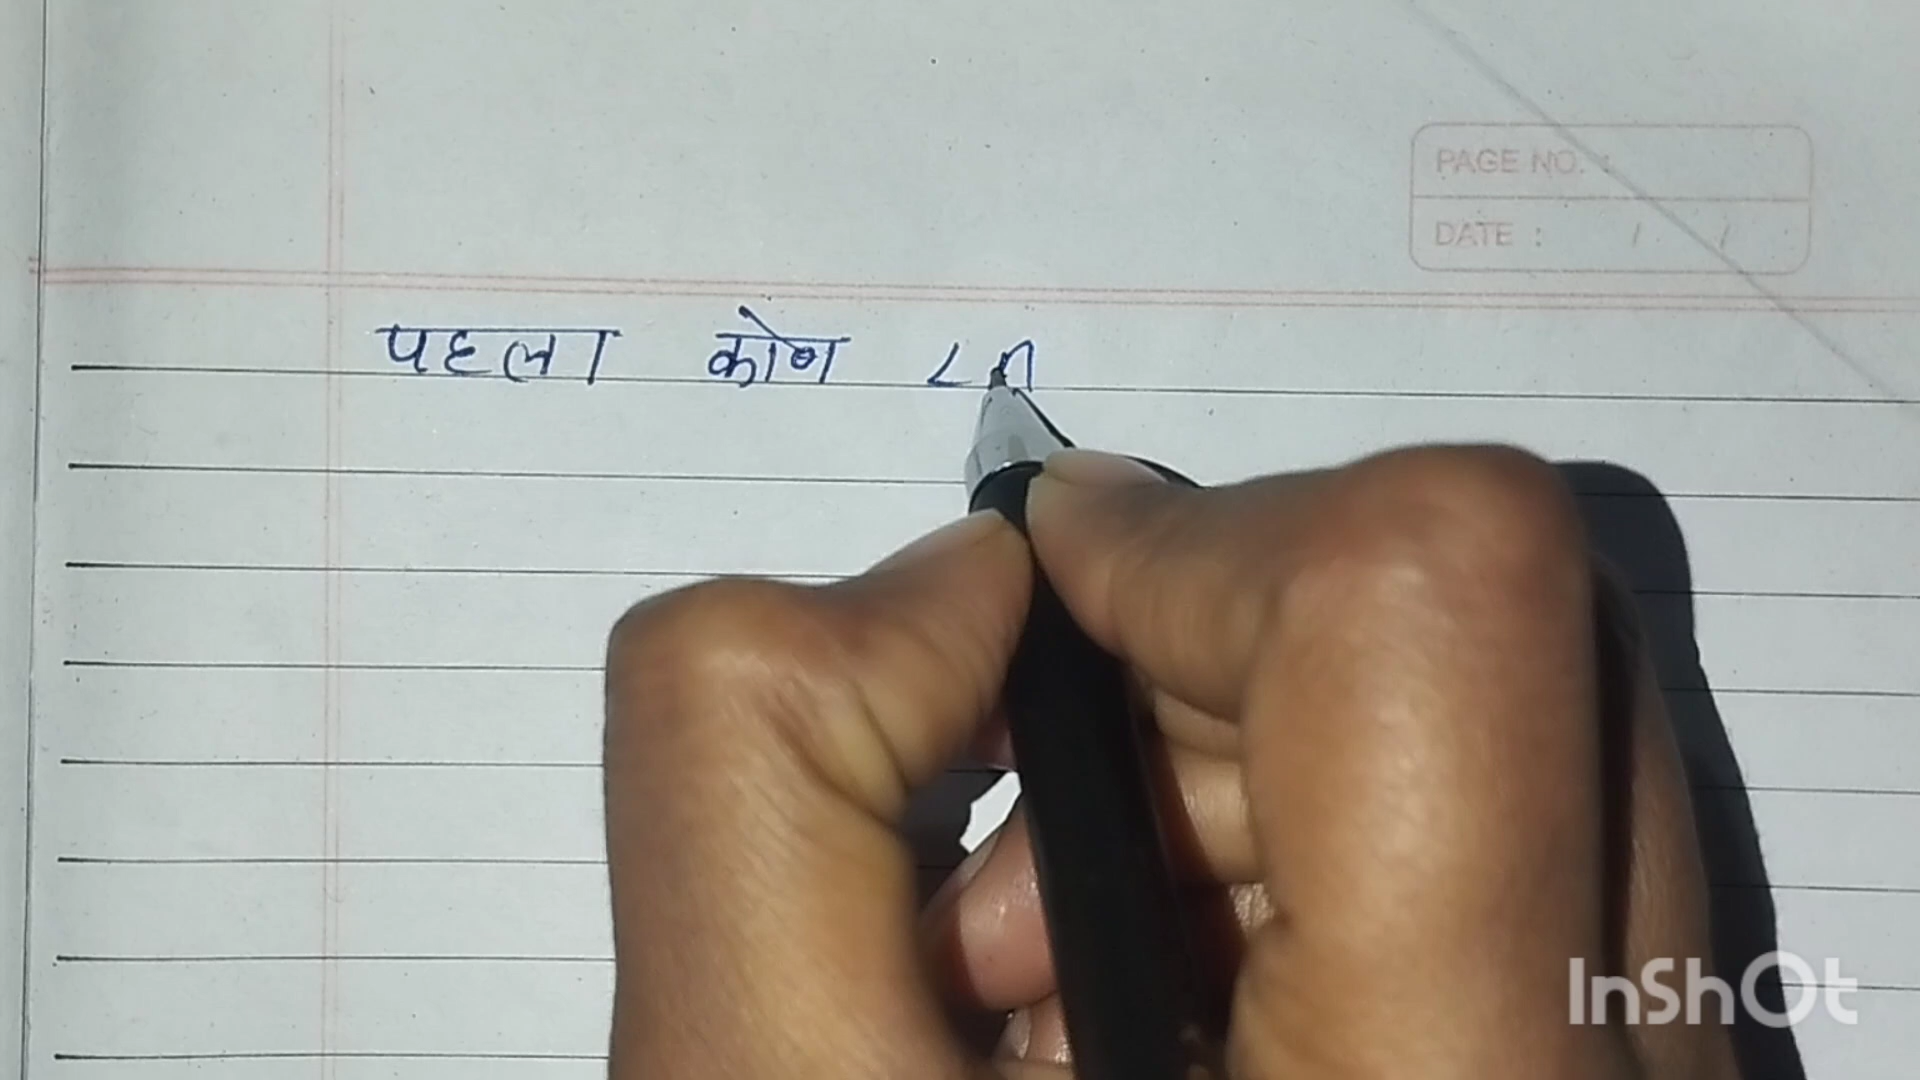 PAGE NO. :
DATE : / /
पहला कोण ∠
InShOt